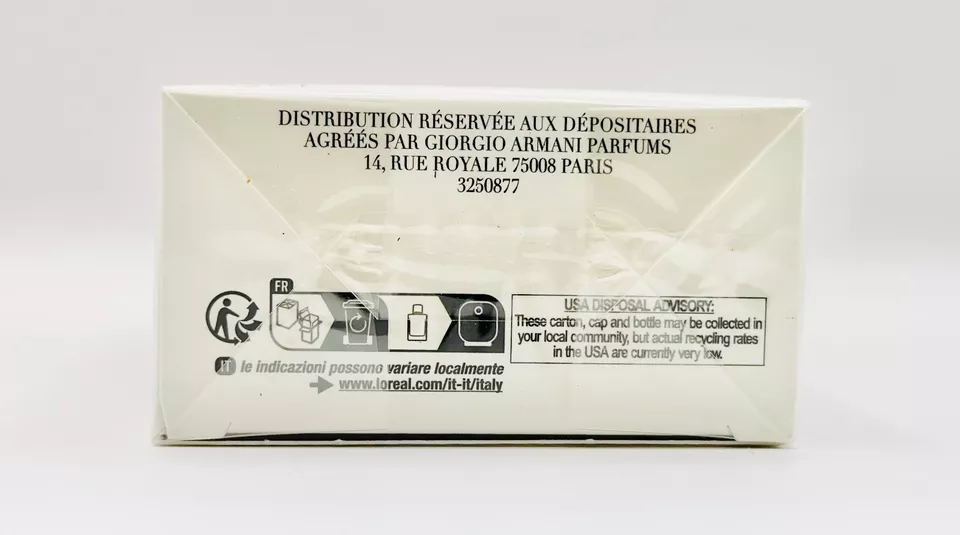 DISTRIBUTION RÉSERVÉE AUX DÉPOSITAIRES
AGRÉÉS PAR GIORGIO ARMANI PARFUMS
14, RUE ROYALE 75008 PARIS
3250877
FR
IT le indicazioni possono variare localmente
www.loreal.com/it-it/italy
USA DISPOSAL ADVISORY:
These carton, cap and bottle may be collected in
your local community, but actual recycling rates
in the USA are currently very low.